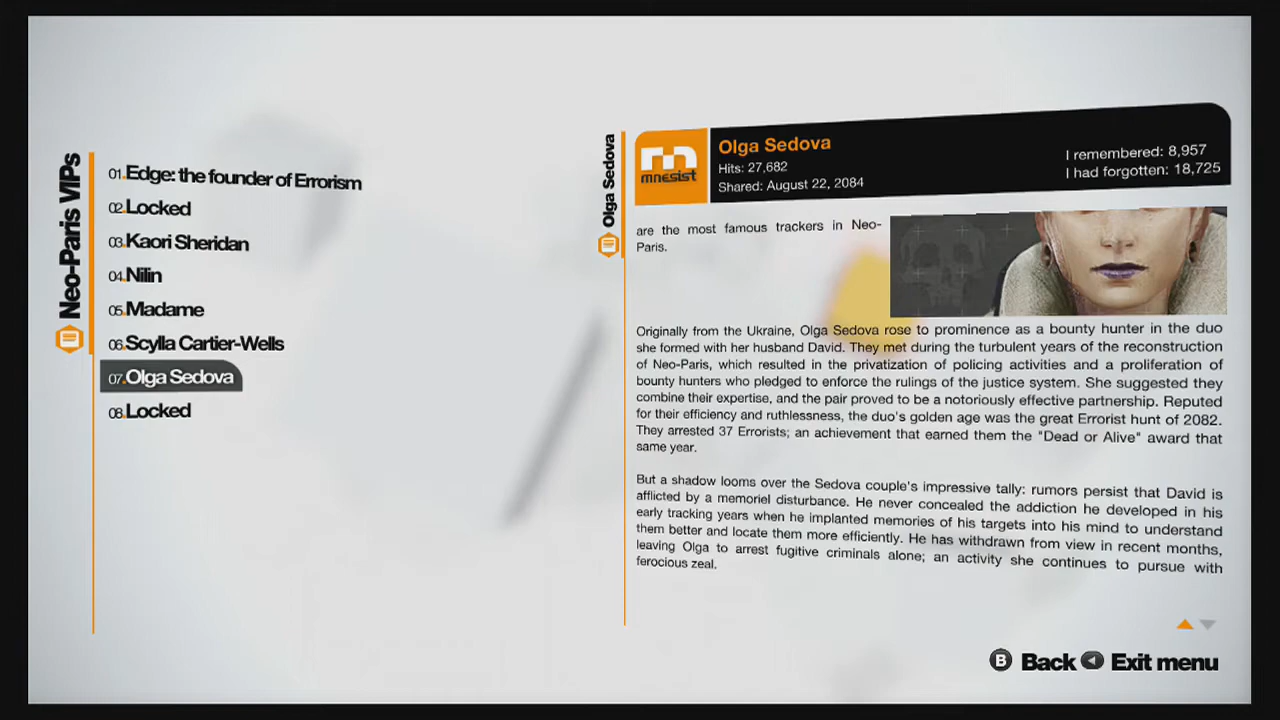 Neo-Paris VIPs
01.Edge: the founder of Errorism
02.Locked
03.Kaori Sheridan
04.Nilin
05.Madame
06.Scylla Cartier-Wells
07.Olga Sedova
08.Locked
Olga Sedova
mnesist
Olga Sedova
Hits: 27,682
Shared: August 22, 2084
I remembered: 8,957
I had forgotten: 18,725
are the most famous trackers in Neo-
Paris.
Originally from the Ukraine, Olga Sedova rose to prominence as a bounty hunter in the duo
she formed with her husband David. They met during the turbulent years of the reconstruction
of Neo-Paris, which resulted in the privatization of policing activities and a proliferation of
bounty hunters who pledged to enforce the rulings of the justice system. She suggested they
combine their expertise, and the pair proved to be a notoriously effective partnership. Reputed
for their efficiency and ruthlessness, the duo's golden age was the great Errorist hunt of 2082.
They arrested 37 Errorists; an achievement that earned them the "Dead or Alive" award that
same year.
But a shadow looms over the Sedova couple's impressive tally: rumors persist that David is
afflicted by a memoriel disturbance. He never concealed the addiction he developed in his
early tracking years when he implanted memories of his targets into his mind to understand
them better and locate them more efficiently. He has withdrawn from view in recent months,
leaving Olga to arrest fugitive criminals alone; an activity she continues to pursue with
ferocious zeal.
B Back Exit menu